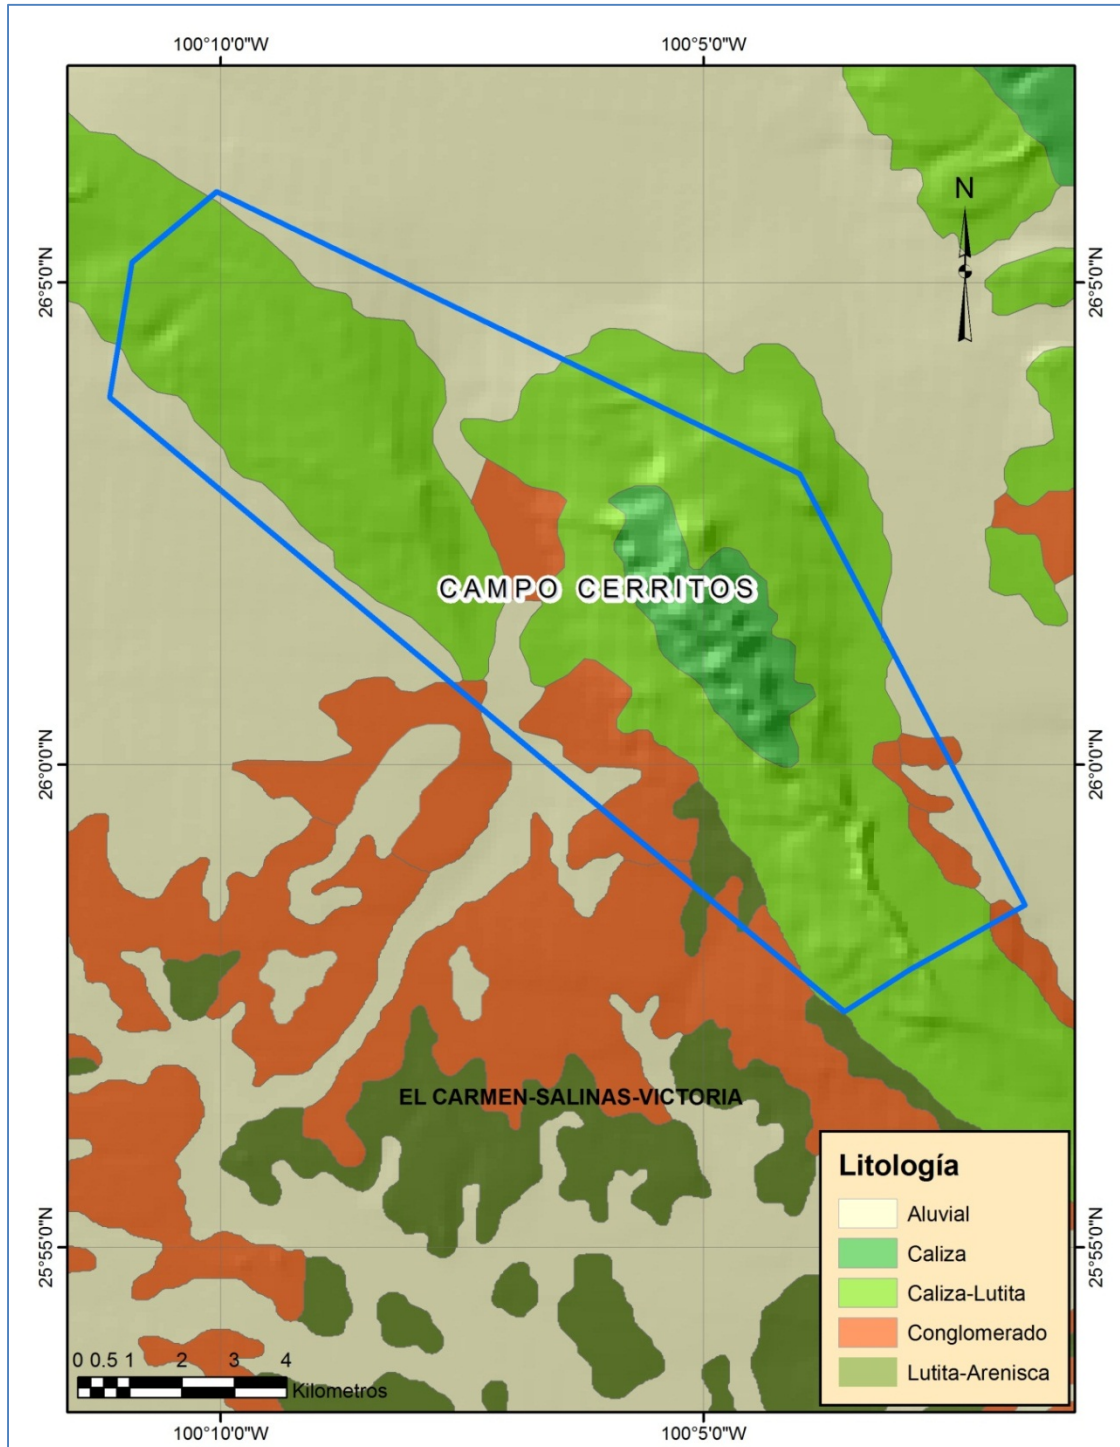 100°10'0"W
100°5'0"W
N
26°5'0"N
26°5'0"N
CAMPO CERRITOS
26°0'0"N
26°0'0"N
EL CARMEN-SALINAS-VICTORIA
Litología
Aluvial
Caliza
Caliza-Lutita
Conglomerado
Lutita-Arenisca
25°55'0"N
25°55'0"N
0 0.5 1 2 3 4
Kilometros
100°10'0"W
100°5'0"W